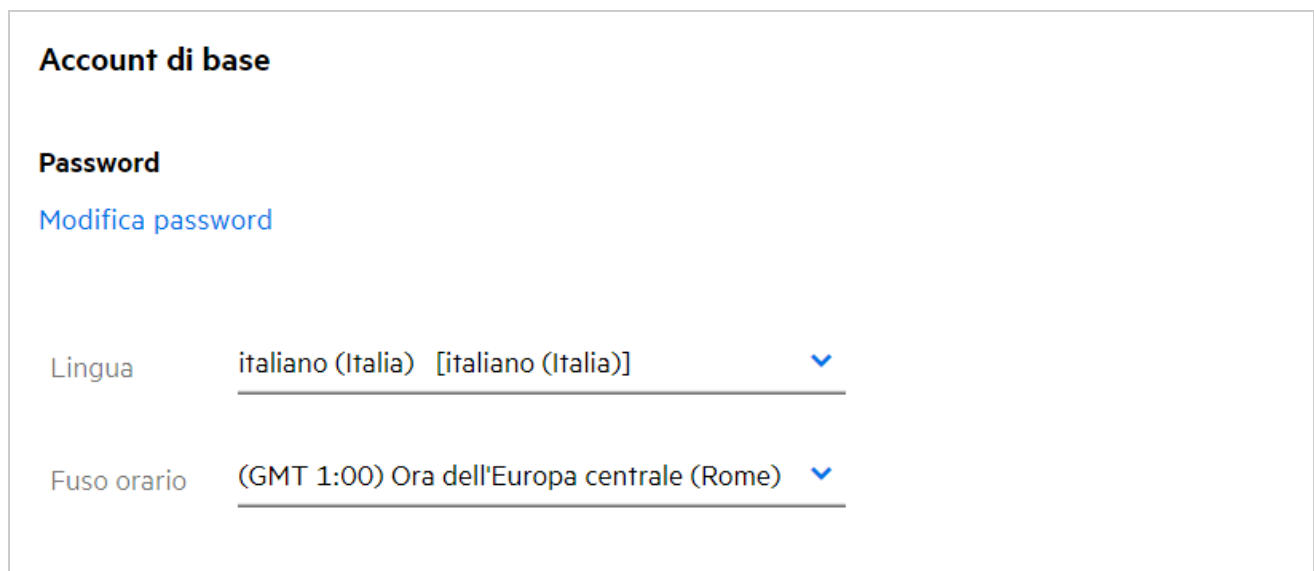 Account di base
Password
Modifica password
Lingua italiano (Italia) [italiano (Italia)]
Fuso orario (GMT 1:00) Ora dell'Europa centrale (Rome)